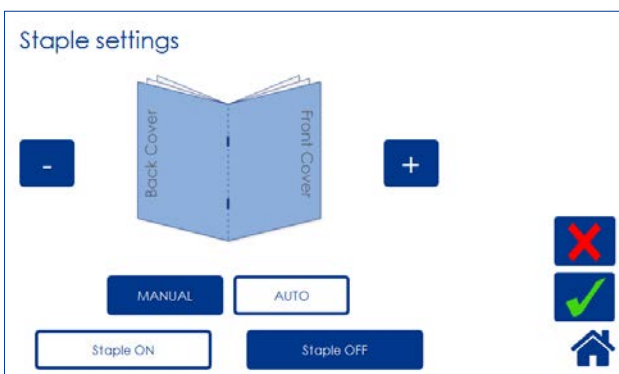 Staple settings
Back Cover
Front Cover
-
+
MANUAL
AUTO
Staple ON
Staple OFF